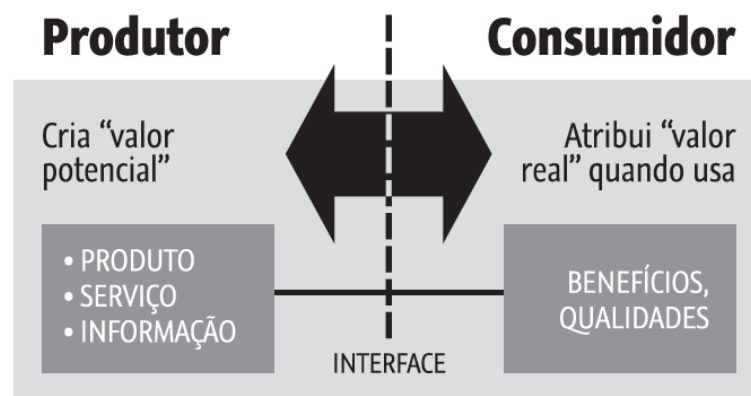 Produtor
Consumidor
Cria “valor
potencial”
Atribui “valor
real” quando usa
• PRODUTO
• SERVIÇO
• INFORMAÇÃO
BENEFÍCIOS,
QUALIDADES
INTERFACE